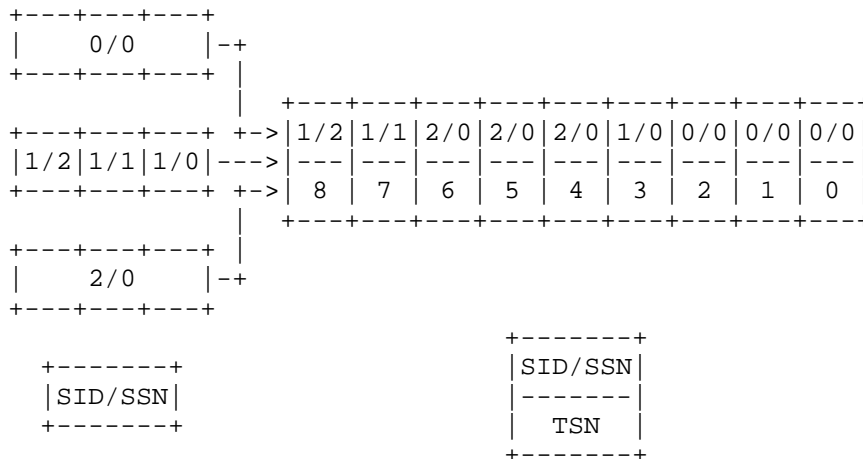 +---+---+---+
|    0/0    |-+
+---+---+---+ |
              |  +---+---+---+---+---+---+---+---+---+
+---+---+---+ +->|1/2|1/1|2/0|2/0|2/0|1/0|0/0|0/0|0/0|
|1/2|1/1|1/0|--->|---|---|---|---|---|---|---|---|---|
+---+---+---+ +->| 8 | 7 | 6 | 5 | 4 | 3 | 2 | 1 | 0 |
              |  +---+---+---+---+---+---+---+---+---+
+---+---+---+ |
|    2/0    |-+
+---+---+---+
                               +-------+
  +-------+                    |SID/SSN|
  |SID/SSN|                    |-------|
  +-------+                    |  TSN  |
                               +-------+